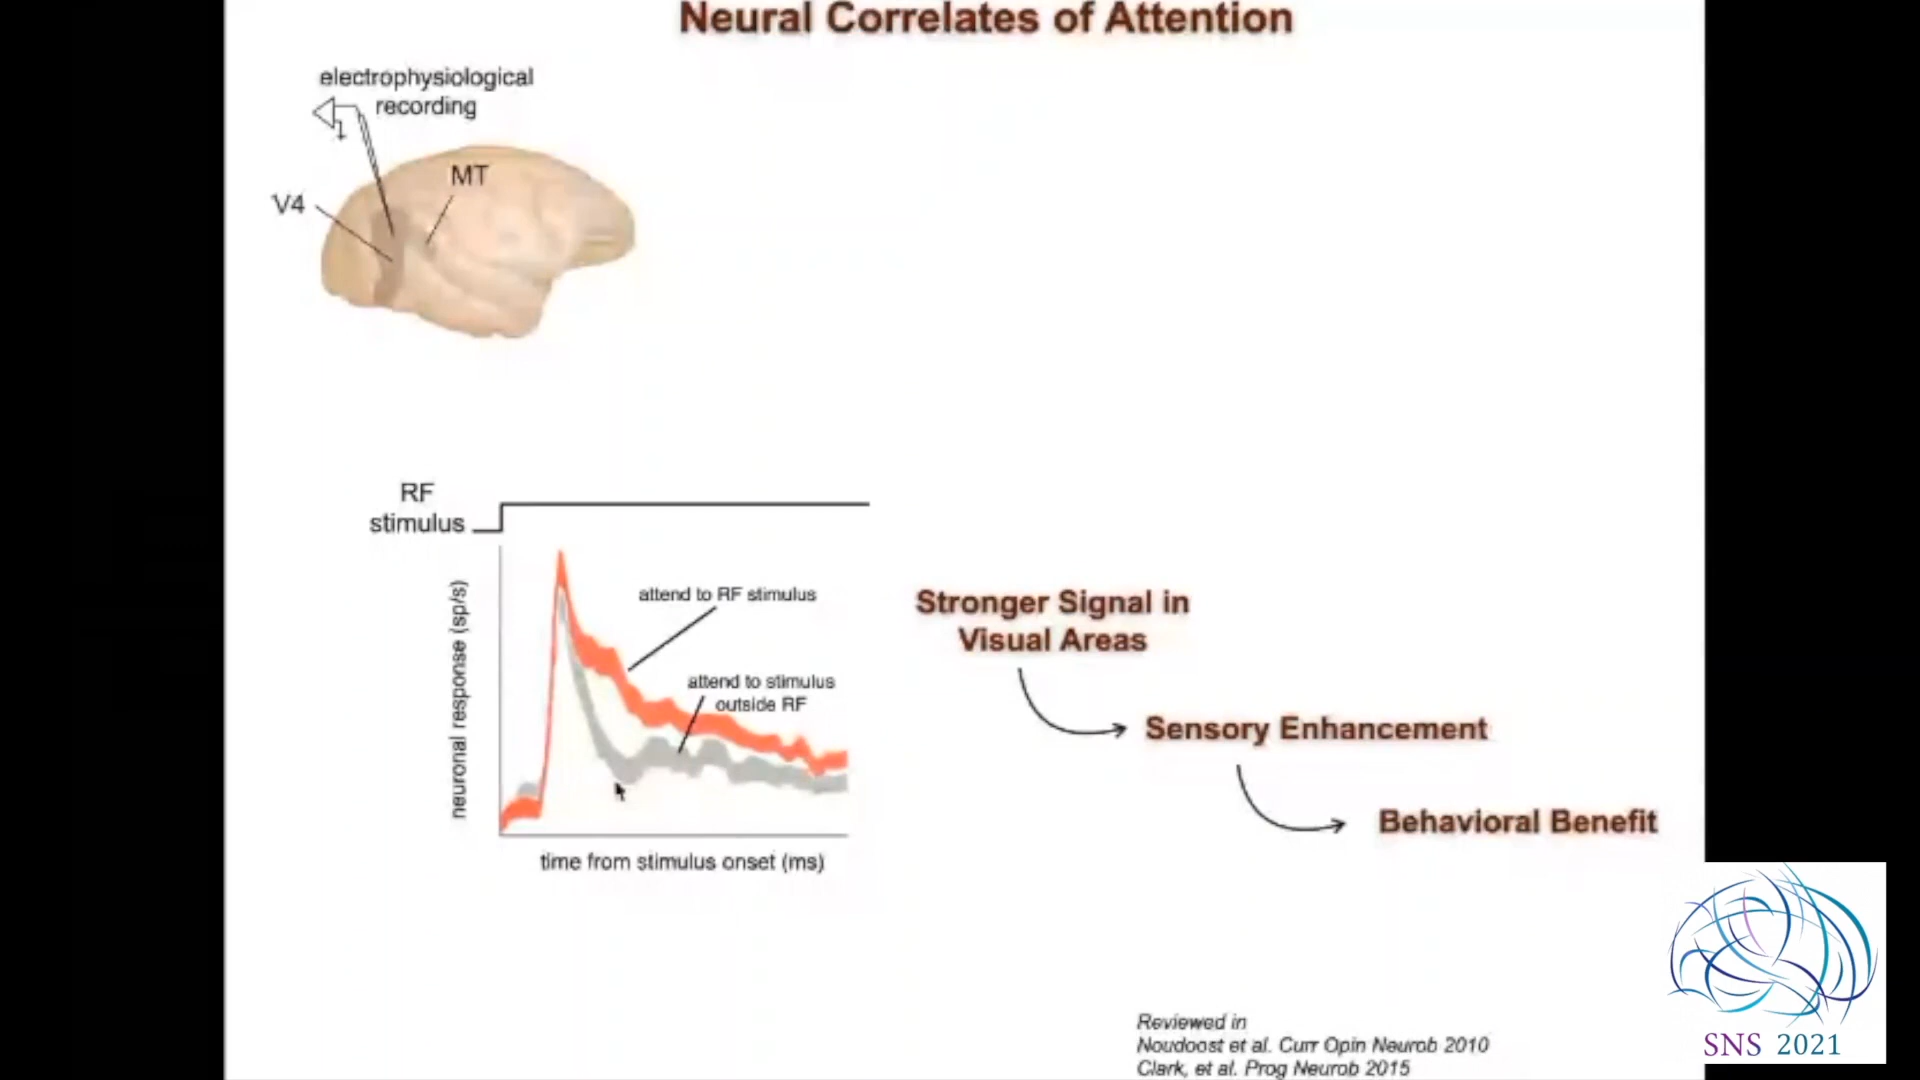 Neural Correlates of Attention
electrophysiological
recording
MT
V4
RF
stimulus
attend to RF stimulus
attend to stimulus
outside RF
neuronal response (sp/s)
time from stimulus onset (ms)
Stronger Signal in
Visual Areas
Sensory Enhancement
Behavioral Benefit
Reviewed in
Noudoost et al. Curr Opin Neurob 2010
Clark, et al. Prog Neurob 2015
SNS 2021